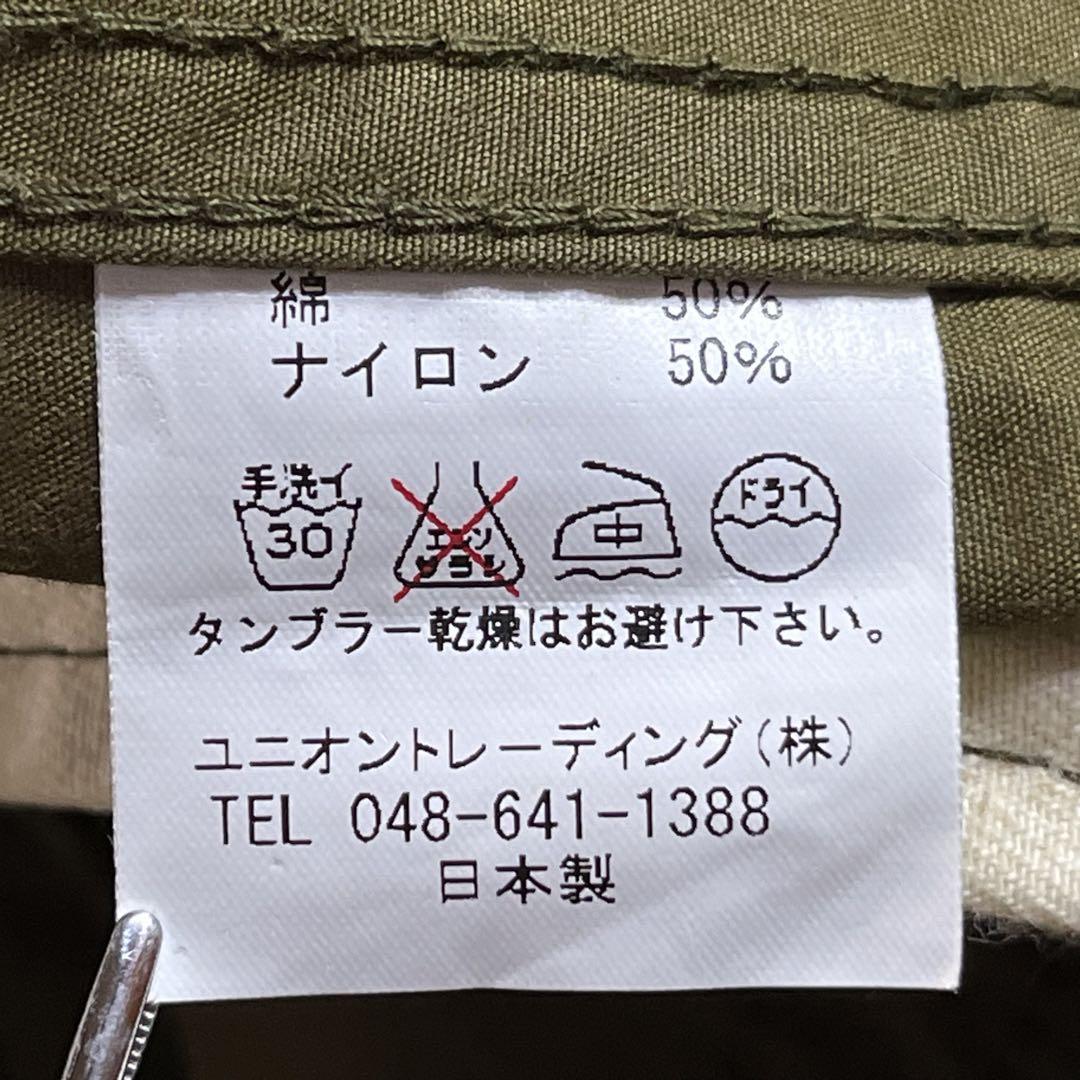 綿 50%
ナイロン 50%
手洗イ
30
エンソ
サラシ
中
ドライ
タンブラー乾燥はお避け下さい。
ユニオントレーディング(株)
TEL 048-641-1388
日本製